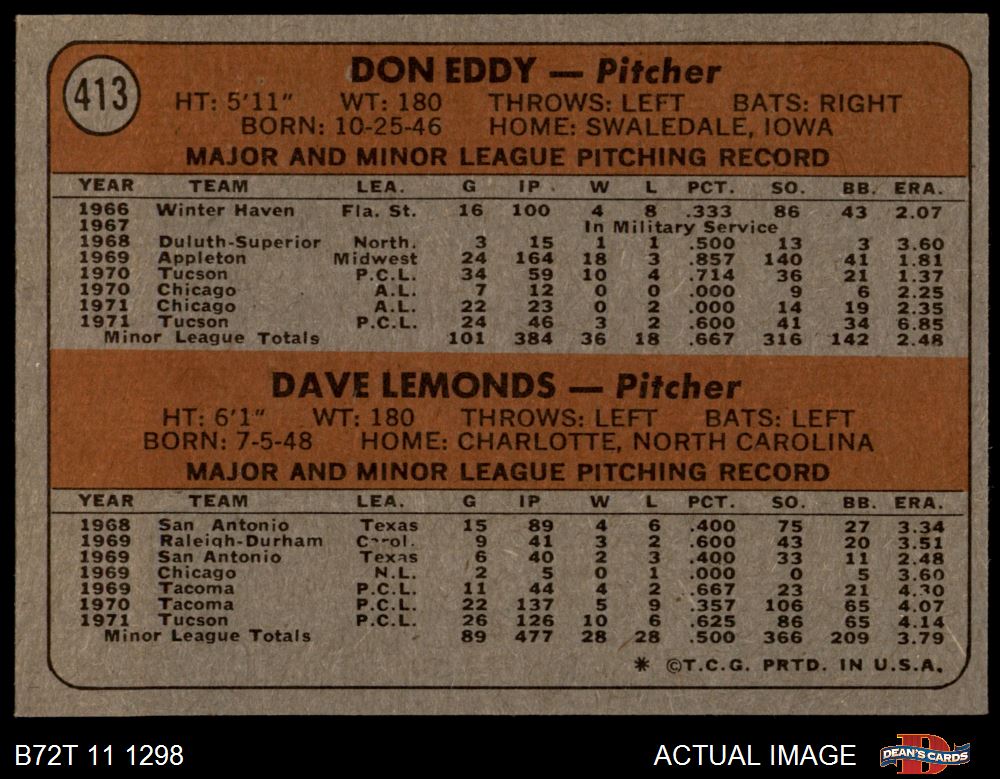 413
DON EDDY — Pitcher
HT: 5'11" WT: 180 THROWS: LEFT BATS: RIGHT
BORN: 10-25-46 HOME: SWALEDALE, IOWA
MAJOR AND MINOR LEAGUE PITCHING RECORD
YEAR TEAM LEA. G IP W L PCT. SO. BB. ERA.
1966 Winter Haven Fla. St. 16 100 4 8 .333 86 43 2.07
1967 In Military Service
1968 Duluth-Superior North. 3 15 1 1 .500 13 3 3.60
1969 Appleton Midwest 24 164 18 3 .857 140 41 1.81
1970 Tucson P.C.L. 34 59 10 4 .714 36 21 1.37
1970 Chicago A.L. 7 12 0 0 .000 9 6 2.25
1971 Chicago A.L. 22 23 0 2 .000 14 19 2.35
1971 Tucson P.C.L. 24 46 3 2 .600 41 34 6.85
Minor League Totals 101 384 36 18 .667 316 142 2.48
DAVE LEMONDS — Pitcher
HT: 6'1" WT: 180 THROWS: LEFT BATS: LEFT
BORN: 7-5-48 HOME: CHARLOTTE, NORTH CAROLINA
MAJOR AND MINOR LEAGUE PITCHING RECORD
YEAR TEAM LEA. G IP W L PCT. SO. BB. ERA.
1968 San Antonio Texas 15 89 4 6 .400 75 27 3.34
1969 Raleigh-Durham Carol. 9 41 3 2 .600 43 20 3.51
1969 San Antonio Texas 6 40 2 3 .400 33 11 2.48
1969 Chicago N.L. 2 5 0 1 .000 0 5 3.60
1969 Tacoma P.C.L. 11 44 4 2 .667 23 21 4.30
1970 Tacoma P.C.L. 22 137 5 9 .357 106 65 4.07
1971 Tucson P.C.L. 26 126 10 6 .625 86 65 4.14
Minor League Totals 89 477 28 28 .500 366 209 3.79
* ©T.C.G. PRTD. IN U.S.A.
B72T 11 1298 ACTUAL IMAGE DEAN'S CARDS